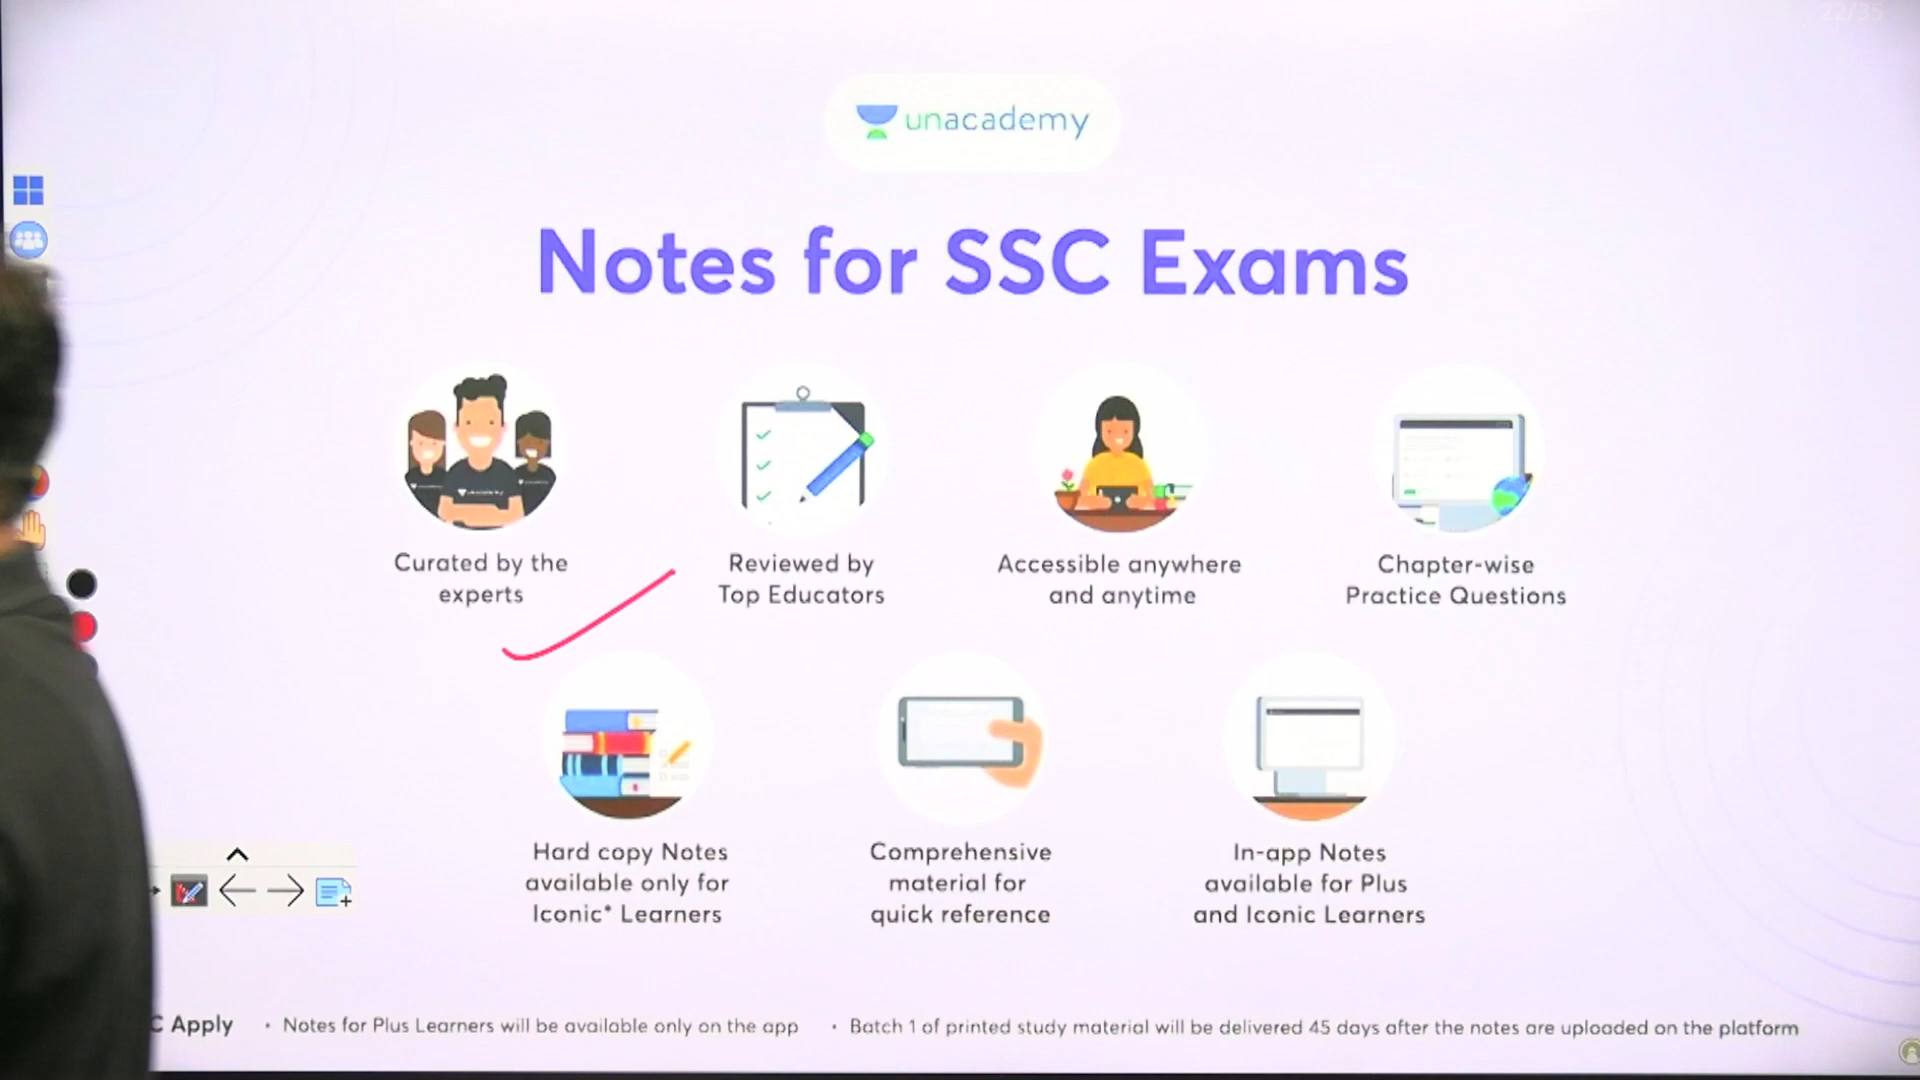 22/35
unacademy
Notes for SSC Exams
Curated by the
experts
Reviewed by
Top Educators
Accessible anywhere
and anytime
Chapter-wise
Practice Questions
Hard copy Notes
available only for
Iconic* Learners
Comprehensive
material for
quick reference
In-app Notes
available for Plus
and Iconic Learners
C Apply • Notes for Plus Learners will be available only on the app • Batch 1 of printed study material will be delivered 45 days after the notes are uploaded on the platform